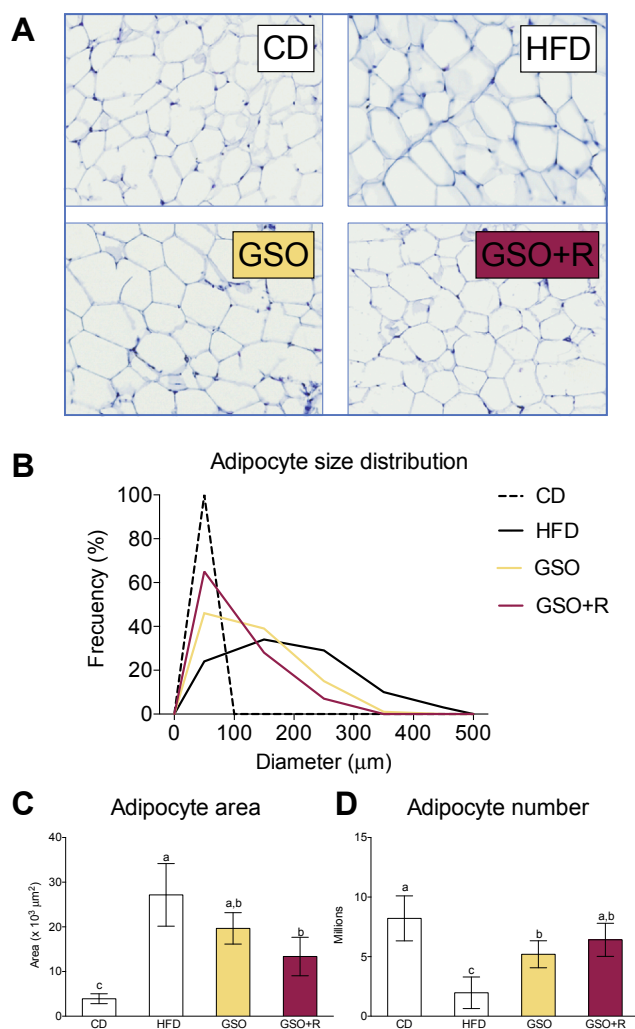 A
CD
HFD
GSO
GSO+R
B
Adipocyte size distribution
Frecuency (%)
100
80
60
40
20
0
0 100 200 300 400 500
Diameter (μm)
CD
HFD
GSO
GSO+R
C
Adipocyte area
Area (x 10³ μm²)
40
30
20
10
0
c
a
a,b
b
CD HFD GSO GSO+R
D
Adipocyte number
Millions
15
10
5
0
a
c
b
a,b
CD HFD GSO GSO+R